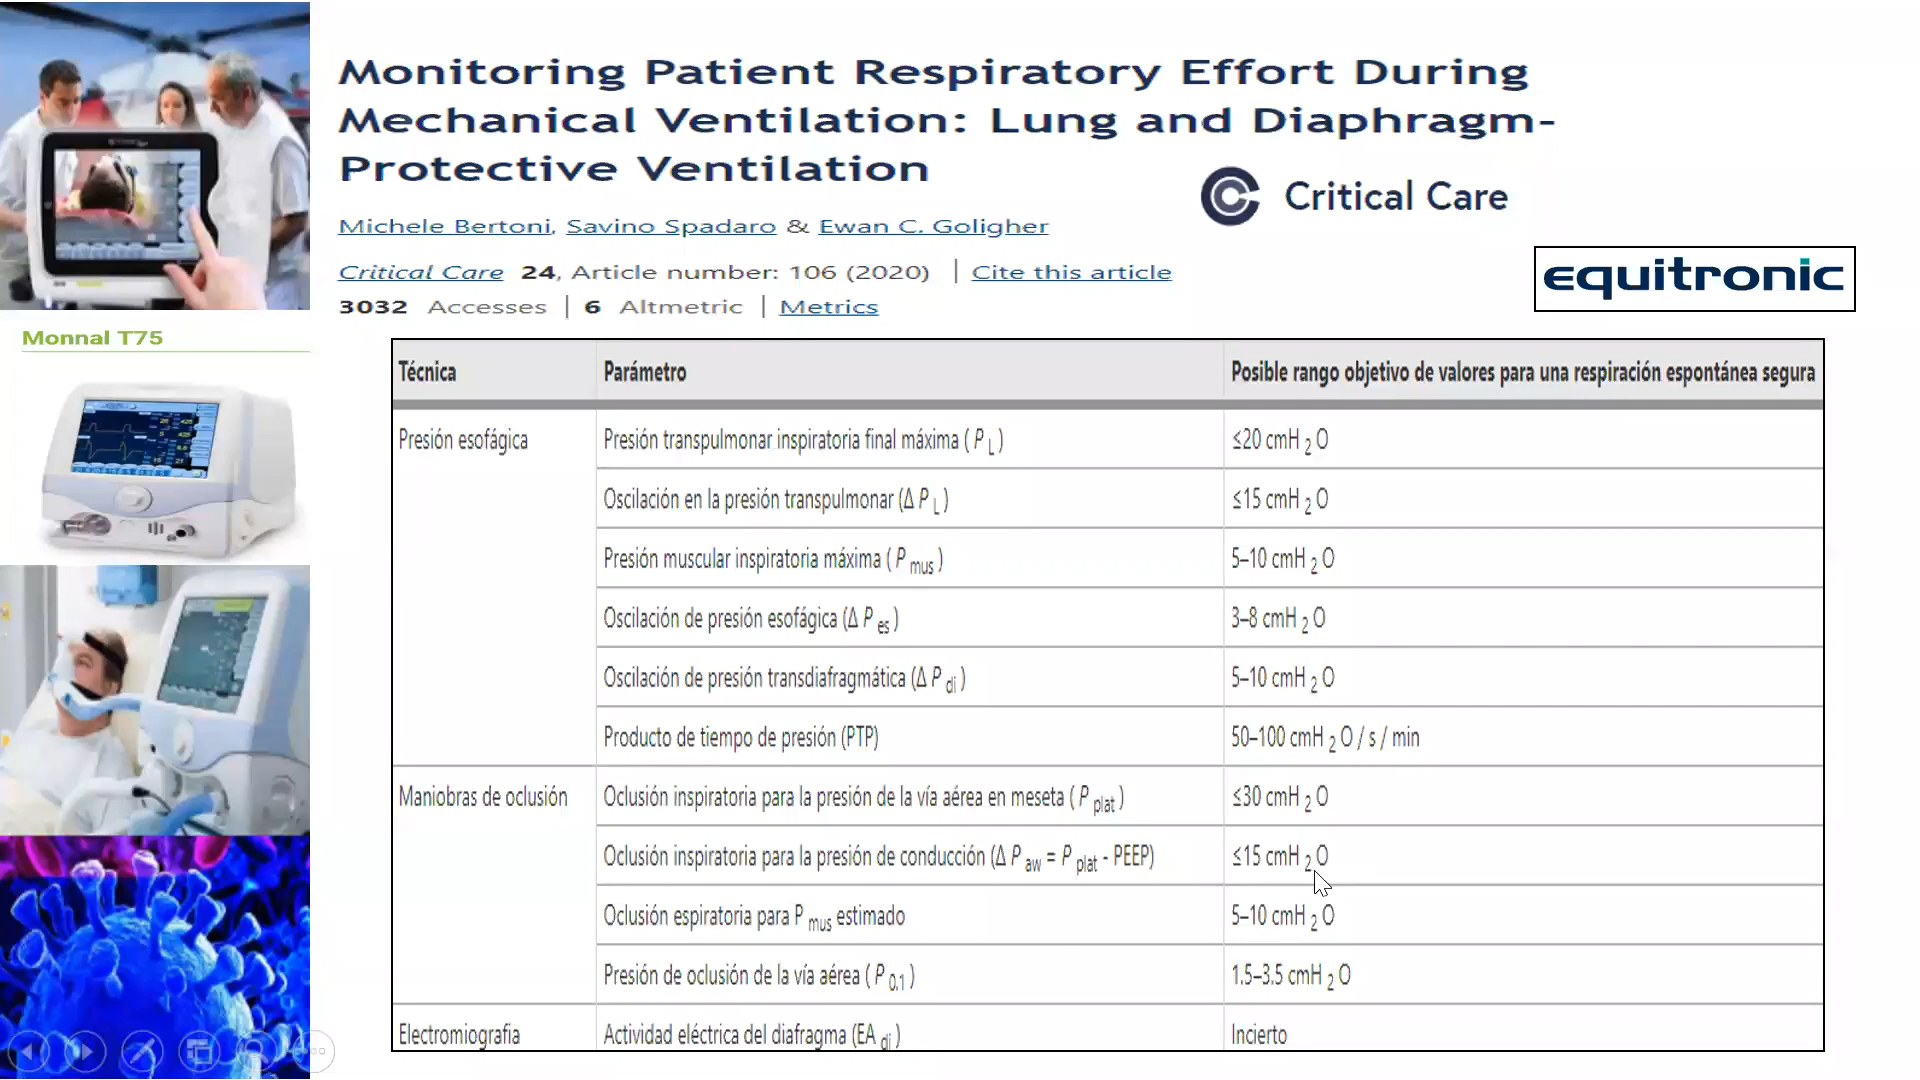 Monitoring Patient Respiratory Effort During
Mechanical Ventilation: Lung and Diaphragm-
Protective Ventilation
Critical Care
Michele Bertoni, Savino Spadaro & Ewan C. Goligher
Critical Care 24, Article number: 106 (2020) | Cite this article
equitronic
3032 Accesses | 6 Altmetric | Metrics
Monnal T75
Técnica Parámetro Posible rango objetivo de valores para una respiración espontánea segura
Presión esofágica Presión transpulmonar inspiratoria final máxima ( P L ) ≤20 cmH 2 O
Oscilación en la presión transpulmonar (Δ P L ) ≤15 cmH 2 O
Presión muscular inspiratoria máxima ( P mus ) 5–10 cmH 2 O
Oscilación de presión esofágica (Δ P es ) 3–8 cmH 2 O
Oscilación de presión transdiafragmática (Δ P di ) 5–10 cmH 2 O
Producto de tiempo de presión (PTP) 50–100 cmH 2 O / s / min
Maniobras de oclusión Oclusión inspiratoria para la presión de la vía aérea en meseta ( P plat ) ≤30 cmH 2 O
Oclusión inspiratoria para la presión de conducción (Δ P aw = P plat - PEEP) ≤15 cmH 2 O
Oclusión espiratoria para P mus estimado 5–10 cmH 2 O
Presión de oclusión de la vía aérea ( P 0,1 ) 1.5–3.5 cmH 2 O
Electromiografia Actividad eléctrica del diafragma (EA di ) Incierto